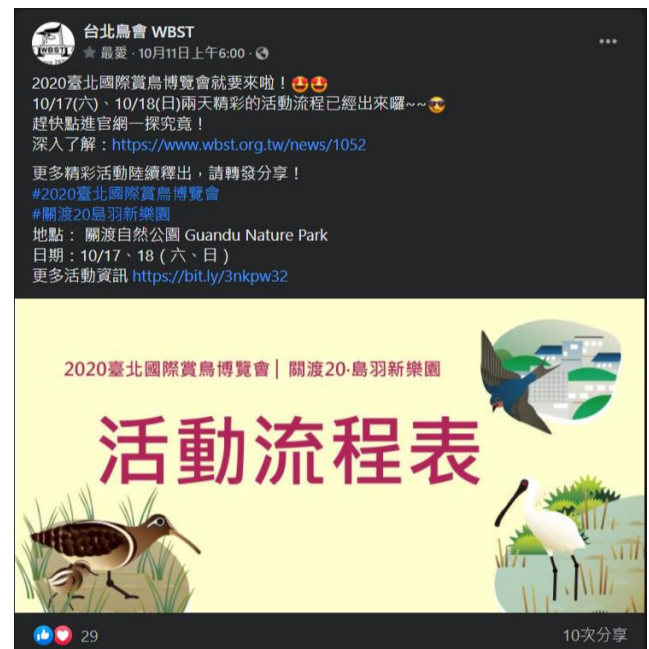 台北鳥會 WBST
WBST
★ 最愛 · 10月11日上午6:00 ·
2020臺北國際賞鳥博覽會就要來啦！🤩🤩
10/17(六)、10/18(日)兩天精彩的活動流程已經出來囉~~😎
趕快點進官網一探究竟！
深入了解：https://www.wbst.org.tw/news/1052
更多精彩活動陸續釋出，請轉發分享！
#2020臺北國際賞鳥博覽會
#關渡20島羽新樂園
地點： 關渡自然公園 Guandu Nature Park
日期：10/17、18（六、日）
更多活動資訊 https://bit.ly/3nkpw32
2020臺北國際賞鳥博覽會│ 關渡20·島羽新樂園
活動流程表
29
10次分享